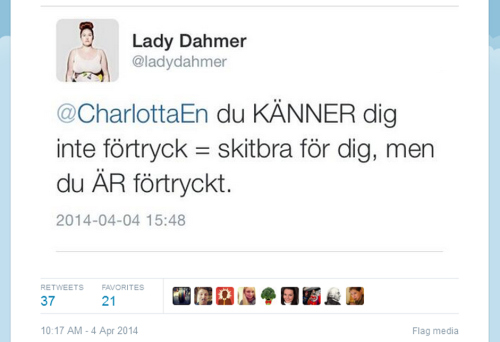 Lady Dahmer
@ladydahmer
@CharlottaEn du KÄNNER dig
inte förtryck = skitbra för dig, men
du ÄR förtryckt.
2014-04-04 15:48
RETWEETS FAVORITES
37 21
10:17 AM - 4 Apr 2014 Flag media